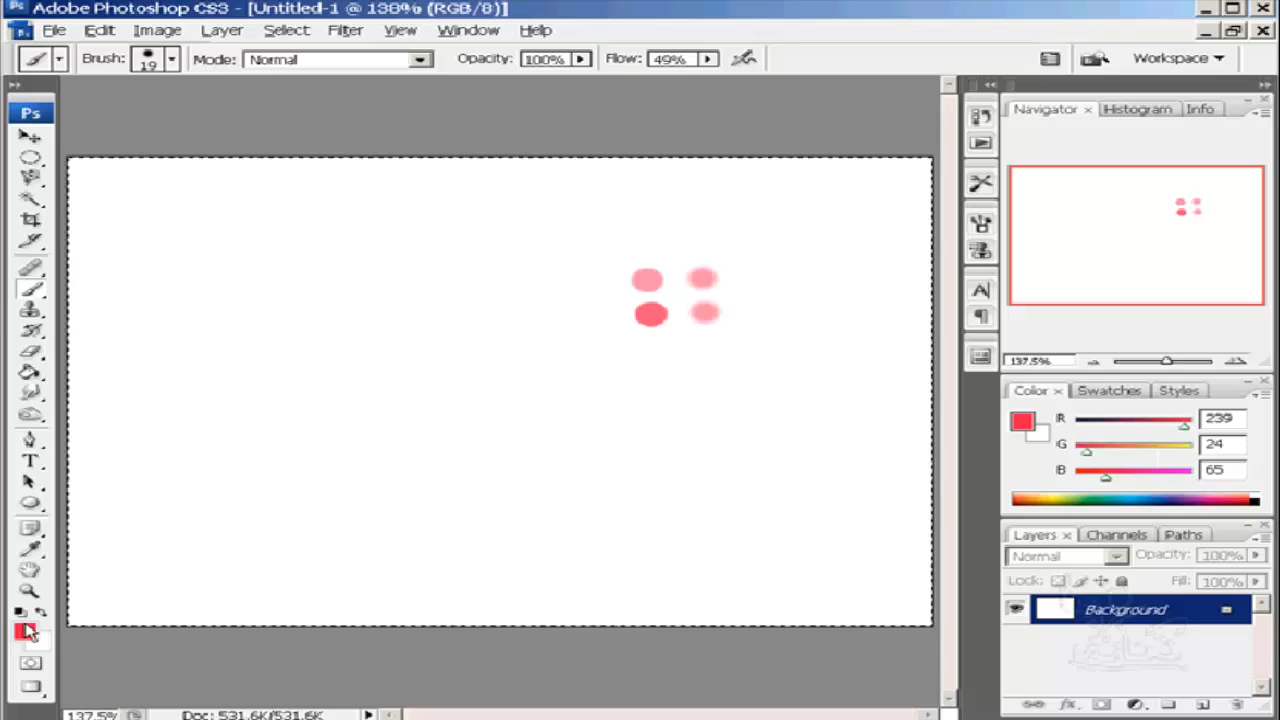 Adobe Photoshop CS3 - [Untitled-1 @ 138% (RGB/8)]
File Edit Image Layer Select Filter View Window Help
Brush: 19 Mode: Normal Opacity: 100% Flow: 49% Workspace
Ps
Navigator x Histogram Info
137.5%
Color x Swatches Styles
R 239
G 24
B 65
Layers x Channels Paths
Normal Opacity: 100%
Lock: Fill: 100%
Background
137.5% Doc: 531.6K/531.6K